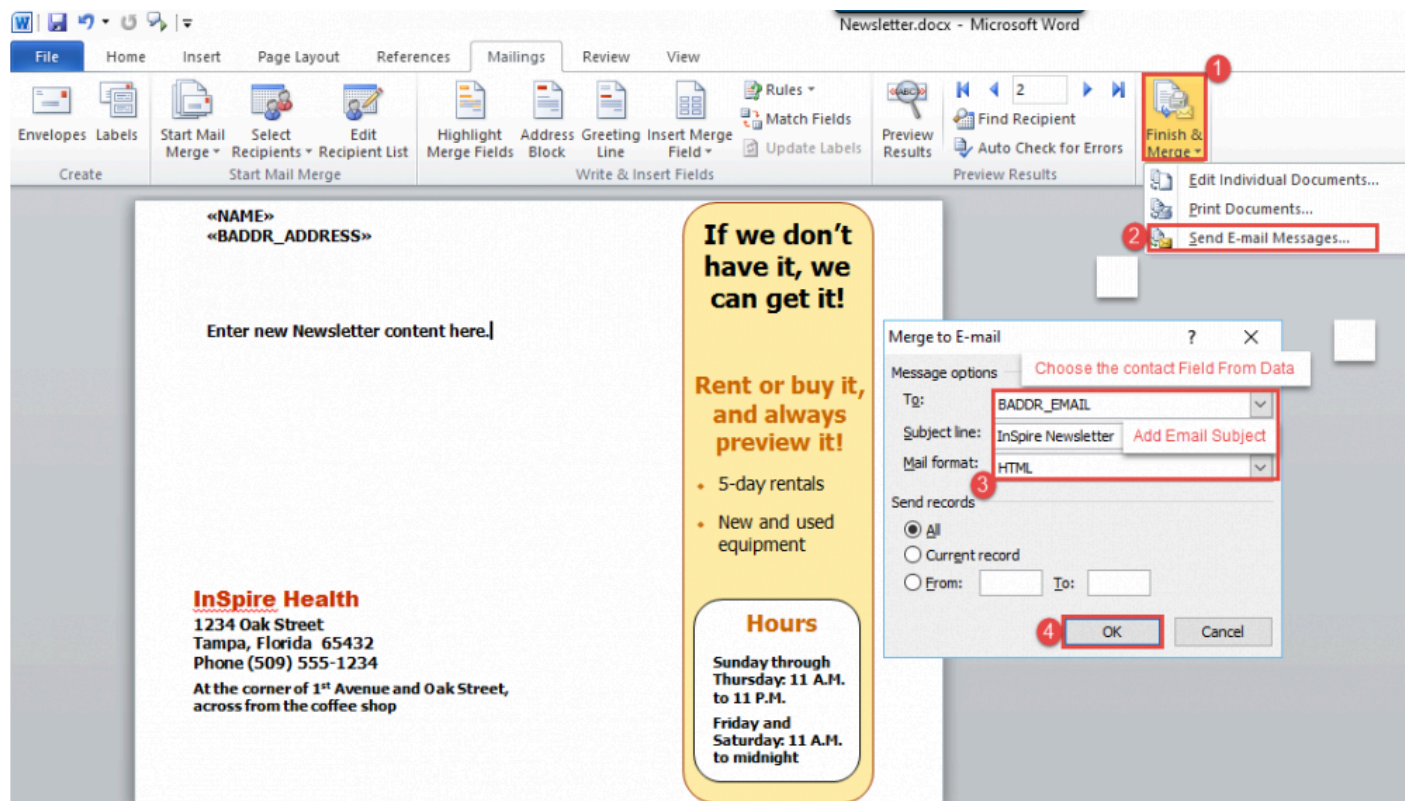 Newsletter.docx - Microsoft Word
File Home Insert Page Layout References Mailings Review View
1
Envelopes Labels
Create
Start Mail Merge
Select Recipients
Edit Recipient List
Start Mail Merge
Highlight Merge Fields
Address Block
Greeting Line
Insert Merge Field
Rules
Match Fields
Update Labels
Write & Insert Fields
«ABC»
Preview Results
2
Find Recipient
Auto Check for Errors
Preview Results
Finish & Merge
Edit Individual Documents...
Print Documents...
2
Send E-mail Messages...
«NAME»
«BADDR_ADDRESS»
Enter new Newsletter content here.
InSpire Health
1234 Oak Street
Tampa, Florida 65432
Phone (509) 555-1234
At the corner of 1st Avenue and Oak Street,
across from the coffee shop
If we don't
have it, we
can get it!
Rent or buy it,
and always
preview it!
• 5-day rentals
• New and used
equipment
Hours
Sunday through
Thursday: 11 A.M.
to 11 P.M.
Friday and
Saturday: 11 A.M.
to midnight
Merge to E-mail ? X
Message options
Choose the contact Field From Data
To: BADDR_EMAIL
Subject line: InSpire Newsletter
Add Email Subject
Mail format: HTML
3
Send records
All
Current record
From: To:
4
OK Cancel